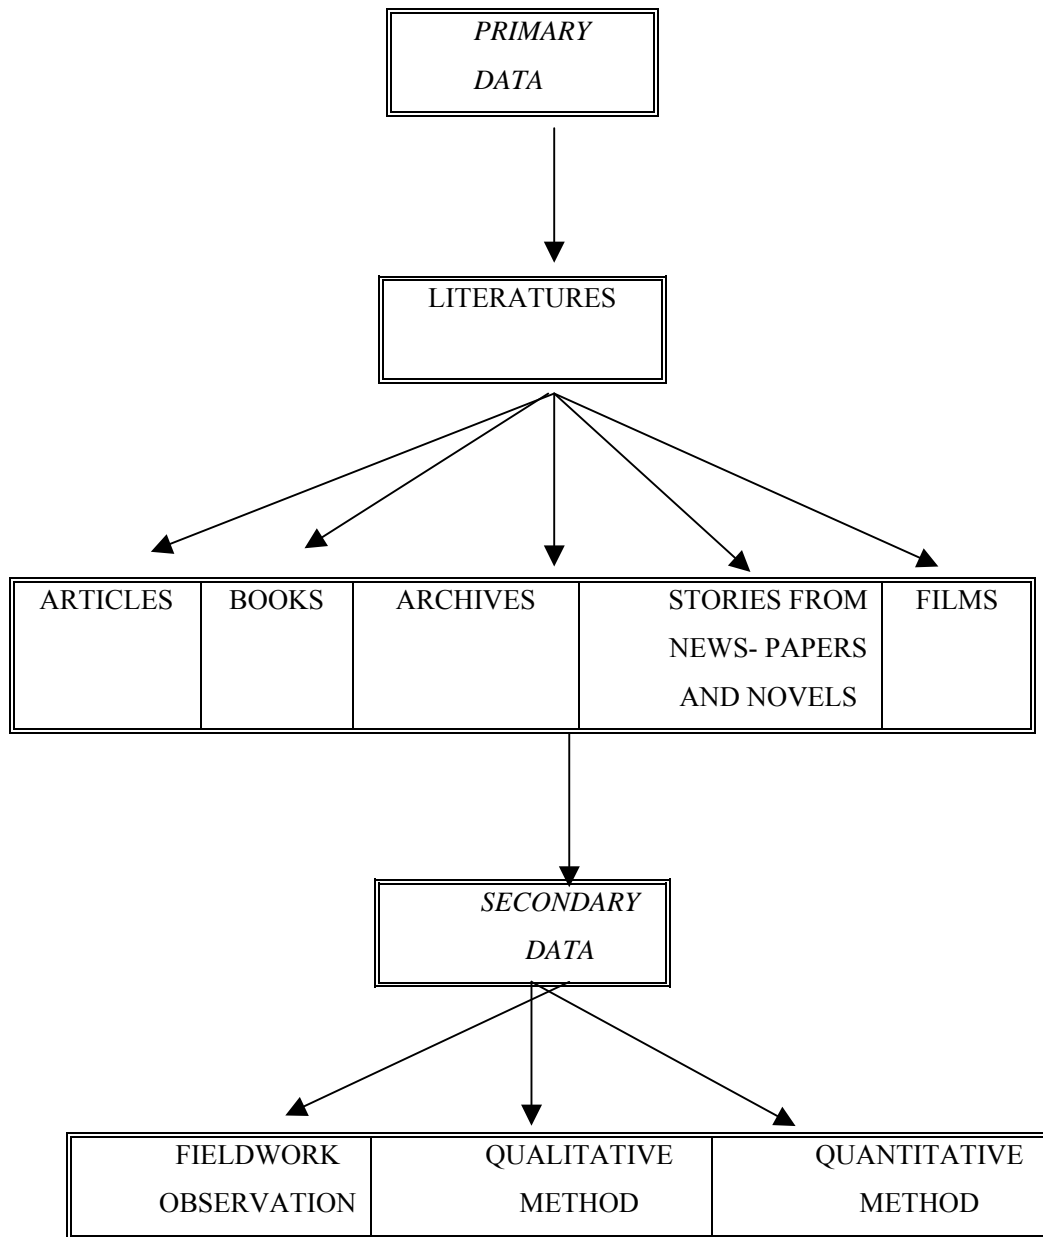 PRIMARY
DATA
LITERATURES
ARTICLES
BOOKS
ARCHIVES
STORIES FROM
NEWS- PAPERS
AND NOVELS
FILMS
SECONDARY
DATA
FIELDWORK
OBSERVATION
QUALITATIVE
METHOD
QUANTITATIVE
METHOD